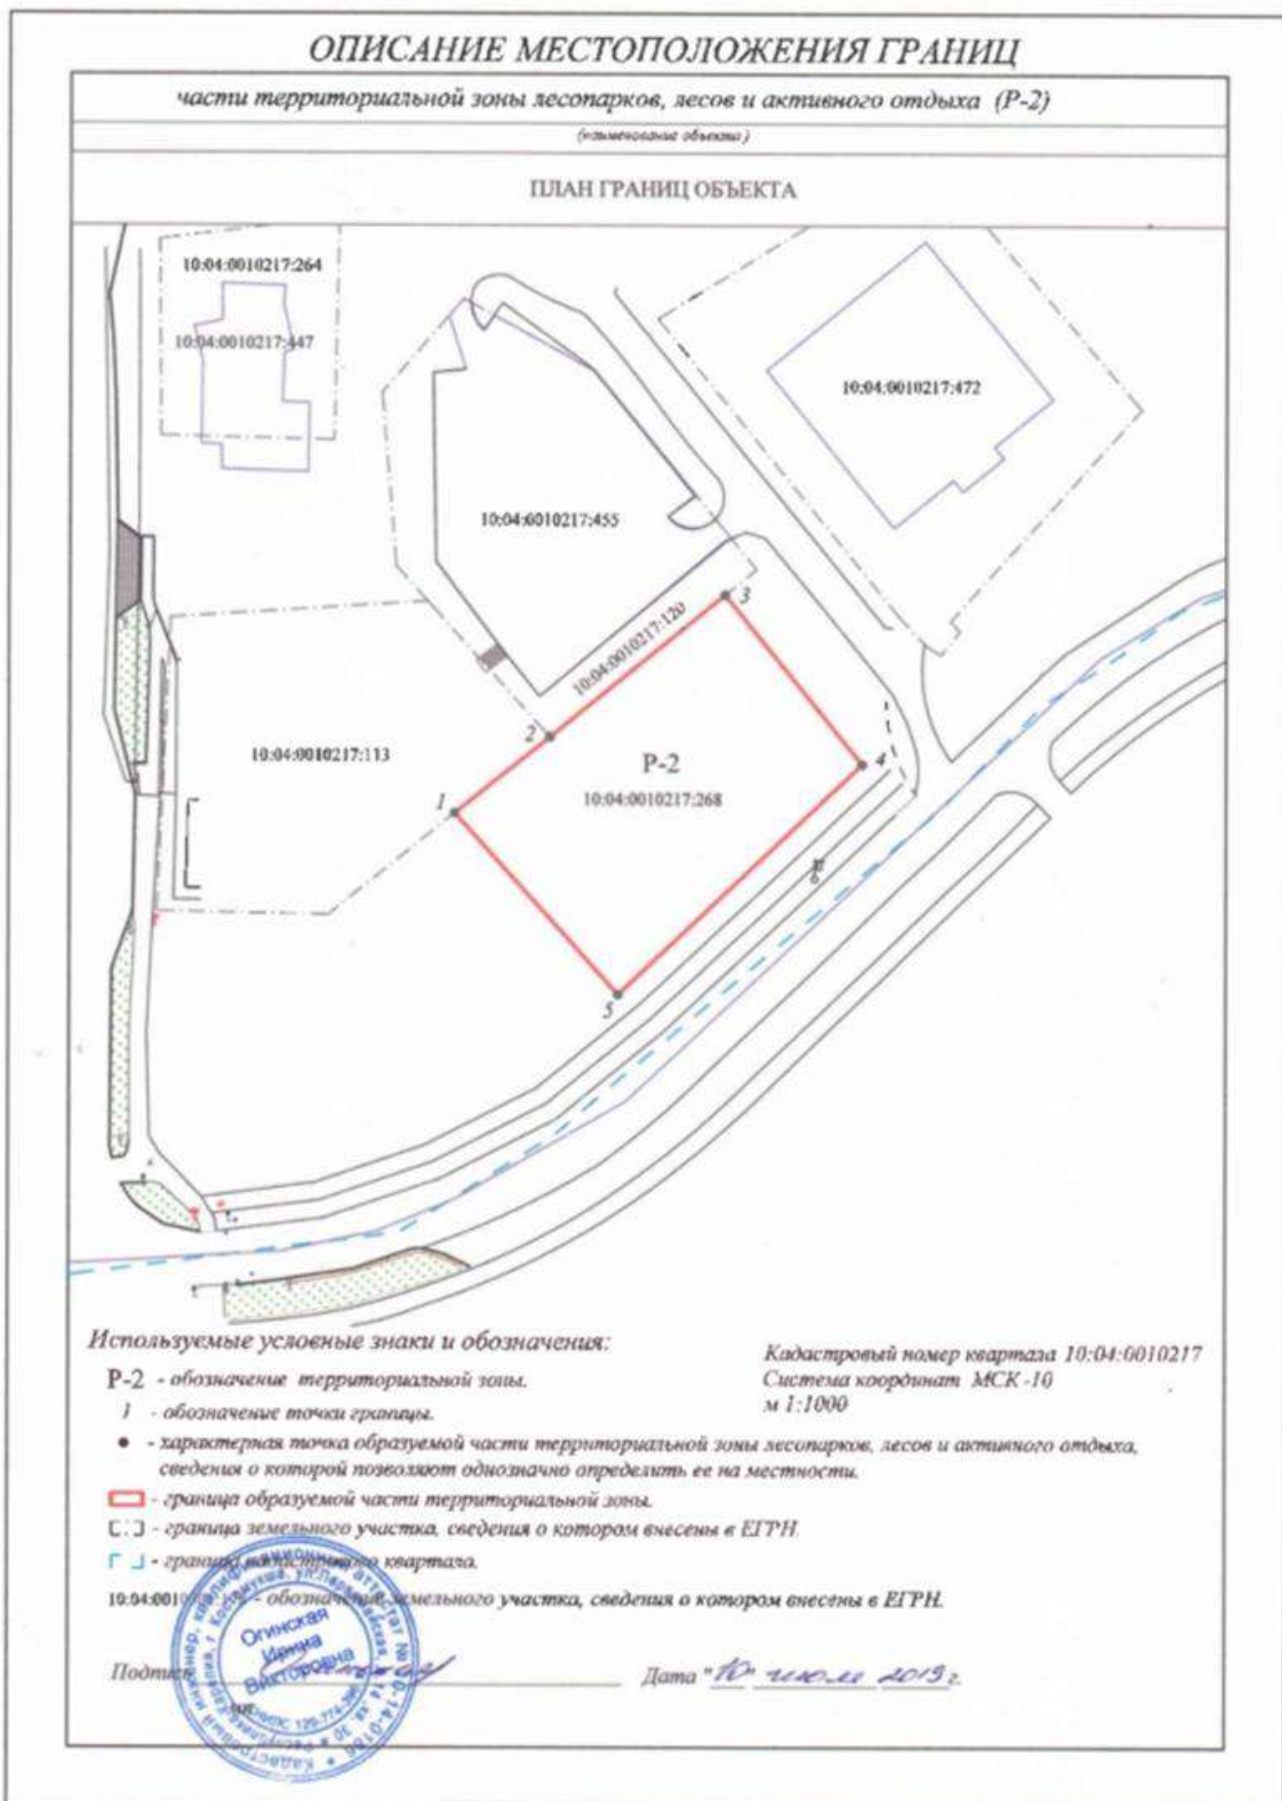 ОПИСАНИЕ МЕСТОПОЛОЖЕНИЯ ГРАНИЦ
части территориальной зоны лесопарков, лесов и активного отдыха (Р-2)
(наименование объекта)
ПЛАН ГРАНИЦ ОБЪЕКТА
10:04:0010217:264
10:04:0010217:447
10:04:0010217:472
10:04:0010217:455
10:04:0010217:120
3
2
10:04:0010217:113
Р-2
4
10:04:0010217:268
1
5
Используемые условные знаки и обозначения:
Кадастровый номер квартала 10:04:0010217
Система координат МСК-10
м 1:1000
Р-2 - обозначение территориальной зоны.
1 - обозначение точки границы.
• - характерная точка образуемой части территориальной зоны лесопарков, лесов и активного отдыха,
сведения о которой позволяют однозначно определить ее на местности.
- граница образуемой части территориальной зоны.
- граница земельного участка, сведения о котором внесены в ЕГРН.
- граница кадастрового квартала.
10:04:001 - обозначение земельного участка, сведения о котором внесены в ЕГРН.
Огинская
Ирина
Викторовна
Подпись
Дата "10" июля 2019 г.